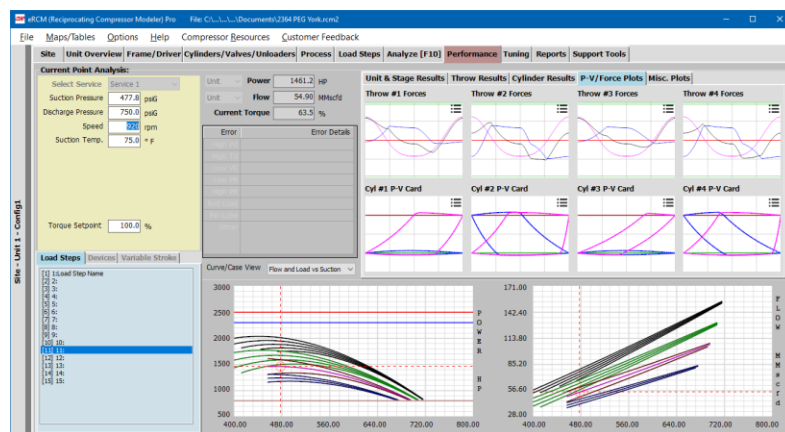 eRCM (Reciprocating Compressor Modeler) Pro File: C:\...\...\Documents\2364 PEG York.rcm2
File Maps/Tables Options Help Compressor Resources Customer Feedback
Site Unit Overview Frame/Driver Cylinders/Valves/Unloaders Process Load Steps Analyze [F10] Performance Tuning Reports Support Tools
Current Point Analysis:
Select Service Service 1
Suction Pressure 477.8 psiG
Discharge Pressure 750.0 psiG
Speed 920 rpm
Suction Temp. 75.0 ° F
Torque Setpoint 100.0 %
Unit Power 1461.2 HP
Unit Flow 54.90 MMscfd
Current Torque 63.5 %
Error Error Details
Unit & Stage Results Throw Results Cylinder Results P-V/Force Plots Misc. Plots
Throw #1 Forces Throw #2 Forces Throw #3 Forces Throw #4 Forces
Cyl #1 P-V Card Cyl #2 P-V Card Cyl #3 P-V Card Cyl #4 P-V Card
Site - Unit 1 - Config1
Load Steps Devices Variable Stroke
[1] 1:Load Step Name
[2] 2:
[3] 3:
[4] 4:
[5] 5:
[6] 6:
[7] 7:
[8] 8:
[9] 9:
[10] 10:
[11] 11:
[12] 12:
[13] 13:
[14] 14:
[15] 15:
Curve/Case View Flow and Load vs Suction
3000
2500
2000
1500
1000
500
400.00 480.00 560.00 640.00 720.00 800.00
POWER HP
171.00
142.40
113.80
85.20
56.60
28.00
400.00 480.00 560.00 640.00 720.00 800.00
FLOW MMscfd